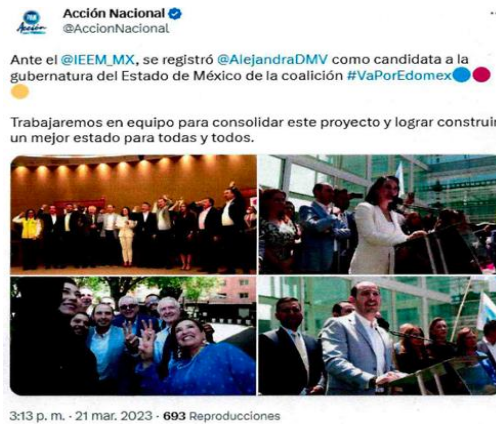 Acción Nacional
@AccionNacional
Ante el @IEEM_MX, se registró @AlejandraDMV como candidata a la
gubernatura del Estado de México de la coalición #VaPorEdomex
Trabajaremos en equipo para consolidar este proyecto y lograr construir
un mejor estado para todas y todos.
3:13 p. m. · 21 mar. 2023 · 693 Reproducciones